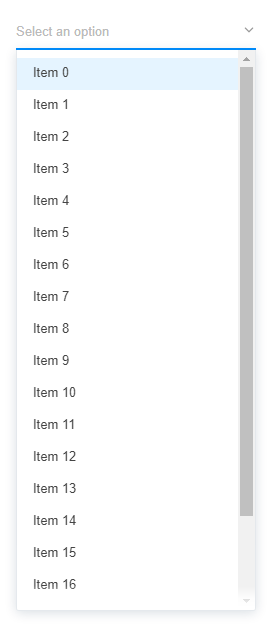 Select an option
Item 0
Item 1
Item 2
Item 3
Item 4
Item 5
Item 6
Item 7
Item 8
Item 9
Item 10
Item 11
Item 12
Item 13
Item 14
Item 15
Item 16